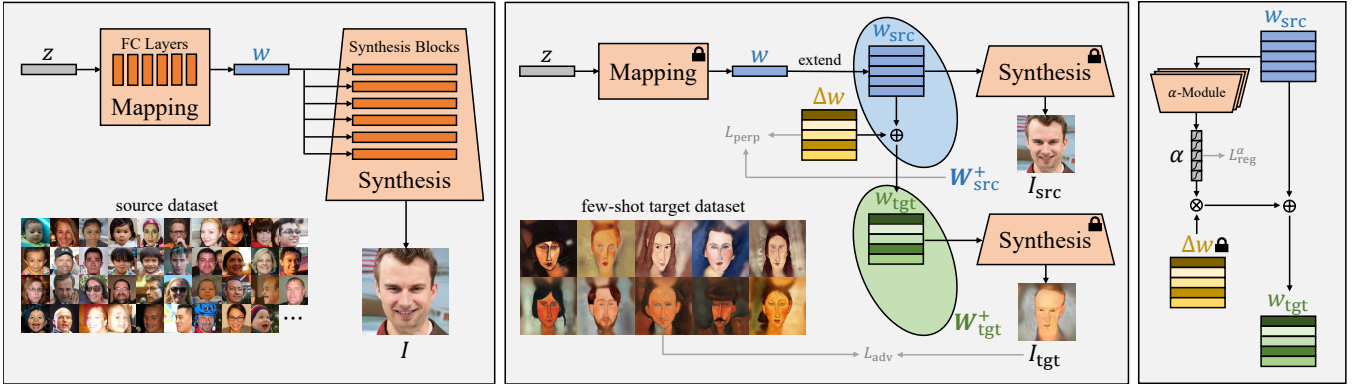 z
FC Layers
Mapping
w
Synthesis Blocks
Synthesis
source dataset
...
I
z
Mapping
w
extend
w_src
Synthesis
Δw
L_perp
⊕
W^+_src
I_src
few-shot target dataset
w_tgt
Synthesis
W^+_tgt
L_adv
I_tgt
w_src
α-Module
α
L^α_reg
⊗
⊕
Δw
w_tgt